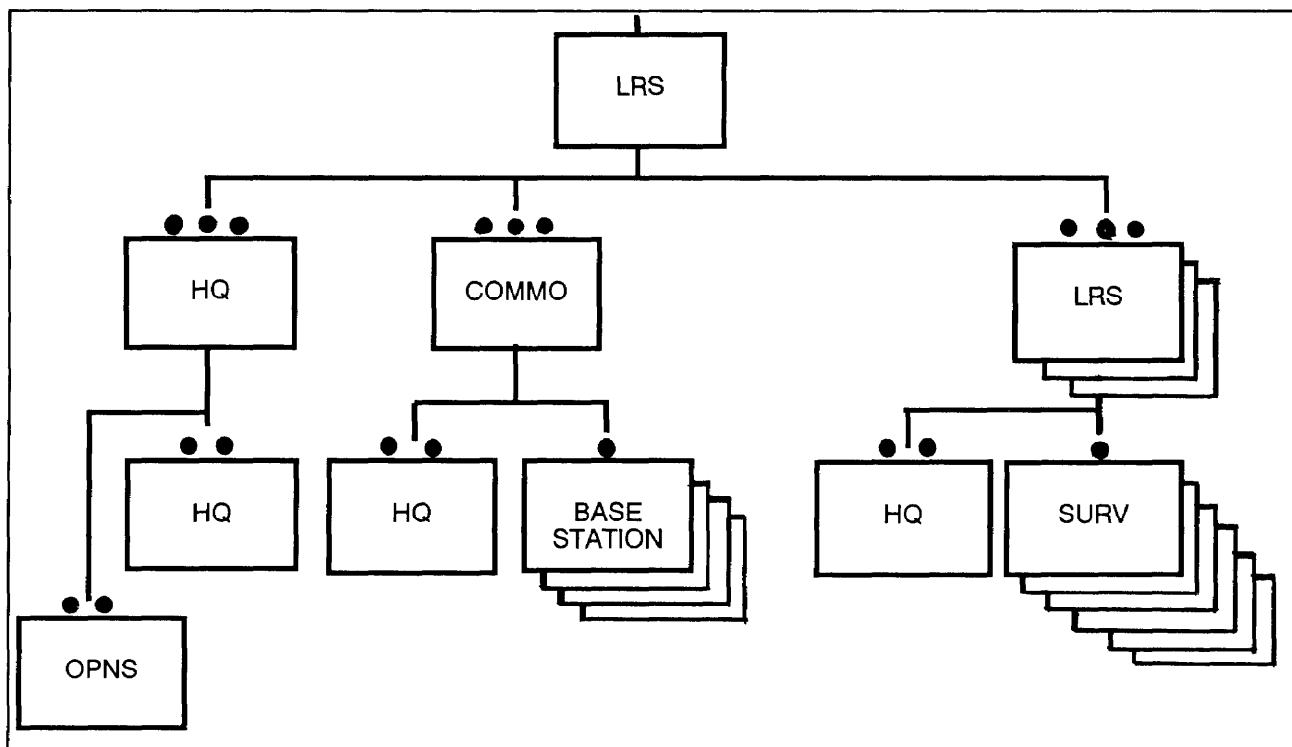 LRS
HQ
COMMO
LRS
HQ
HQ
BASE
STATION
HQ
SURV
OPNS